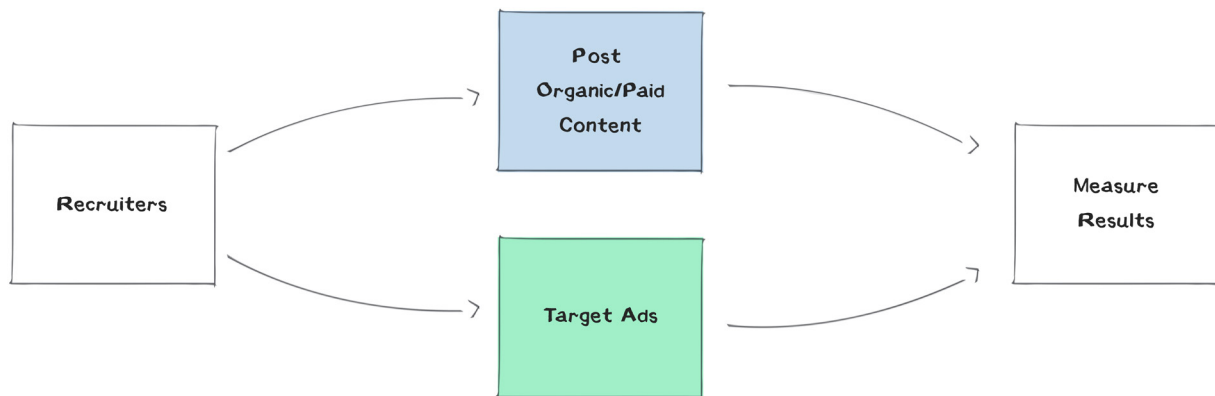 Post
Organic/Paid
Content
Recruiters
Measure
Results
Target Ads